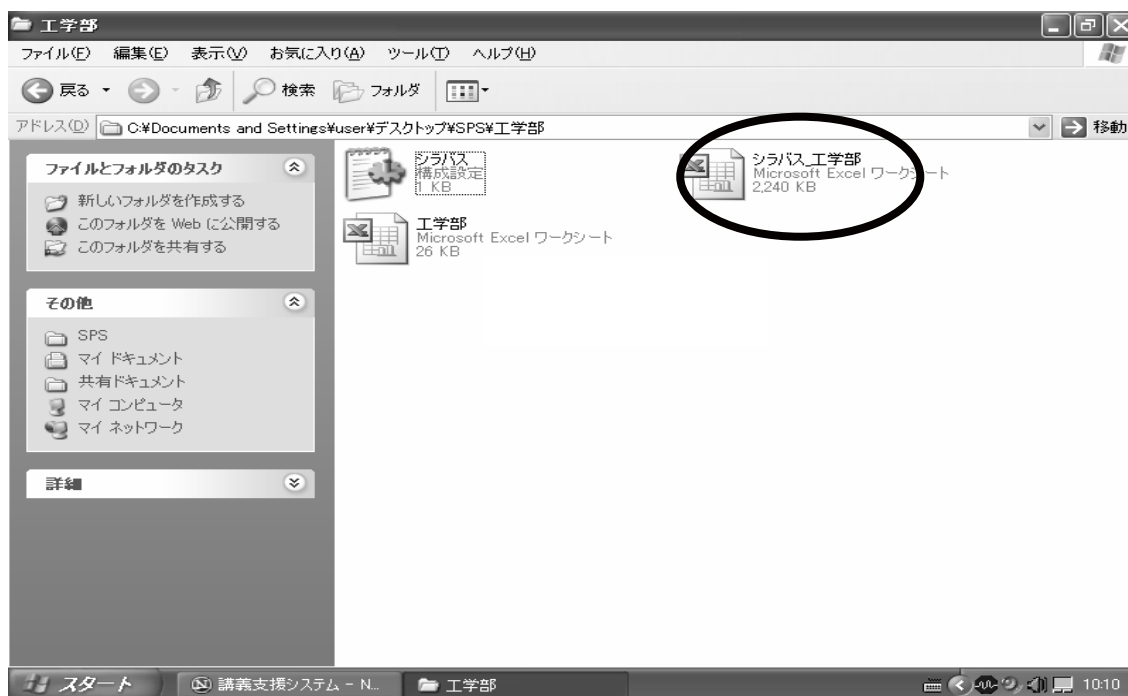 工学部
ファイル(F) 編集(E) 表示(V) お気に入り(A) ツール(T) ヘルプ(H)
戻る 検索 フォルダ
アドレス(D) C:¥Documents and Settings¥user¥デスクトップ¥SPS¥工学部 移動
ファイルとフォルダのタスク
新しいフォルダを作成する
このフォルダを Web に公開する
このフォルダを共有する
その他
SPS
マイ ドキュメント
共有ドキュメント
マイ コンピュータ
マイ ネットワーク
詳細
シラバス
構成設定
1 KB
シラバス_工学部
Microsoft Excel ワークシート
2,240 KB
工学部
Microsoft Excel ワークシート
26 KB
スタート 講義支援システム - N... 工学部 10:10